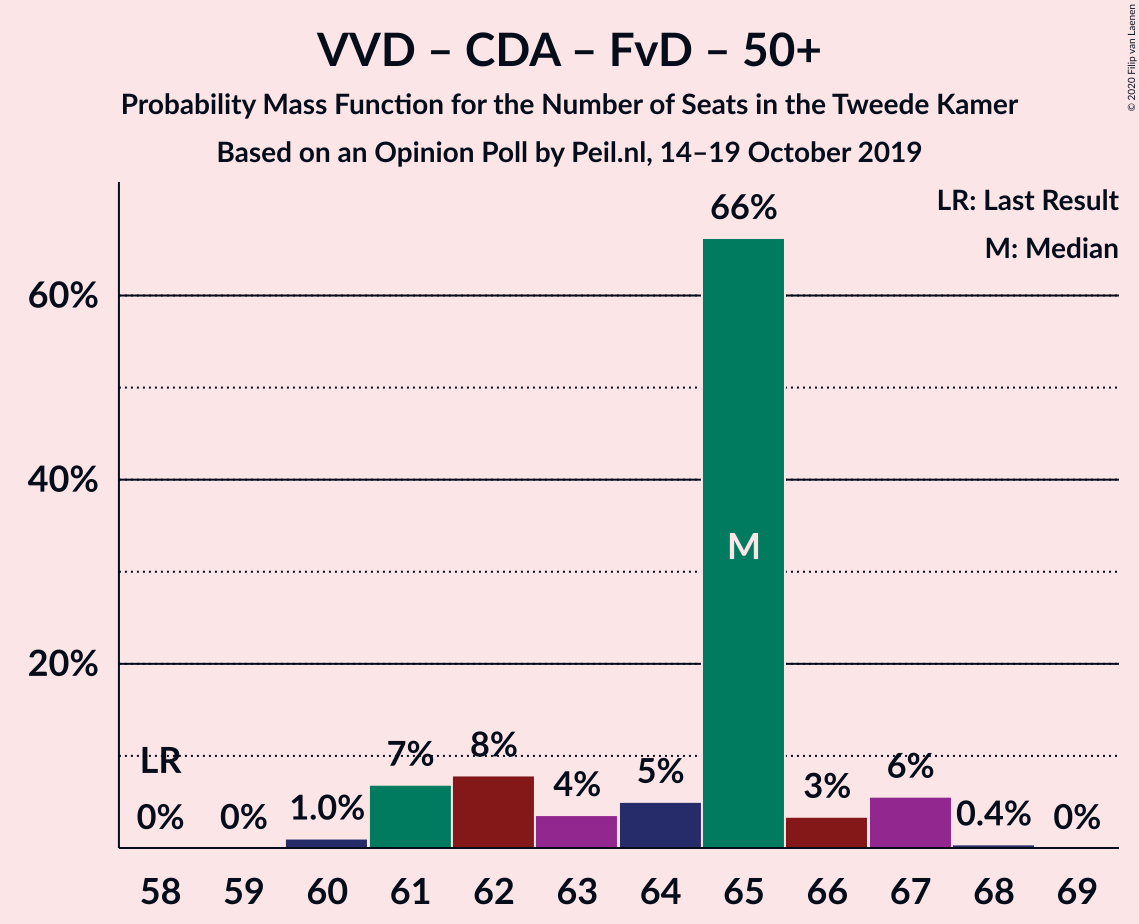 VVD – CDA – FvD – 50+
Probability Mass Function for the Number of Seats in the Tweede Kamer
Based on an Opinion Poll by Peil.nl, 14–19 October 2019
© 2020 Filip van Laenen
LR: Last Result
M: Median
66%
60%
40%
M
20%
LR
0%
0%
1.0%
7%
8%
4%
5%
3%
6%
0.4%
0%
58 59 60 61 62 63 64 65 66 67 68 69